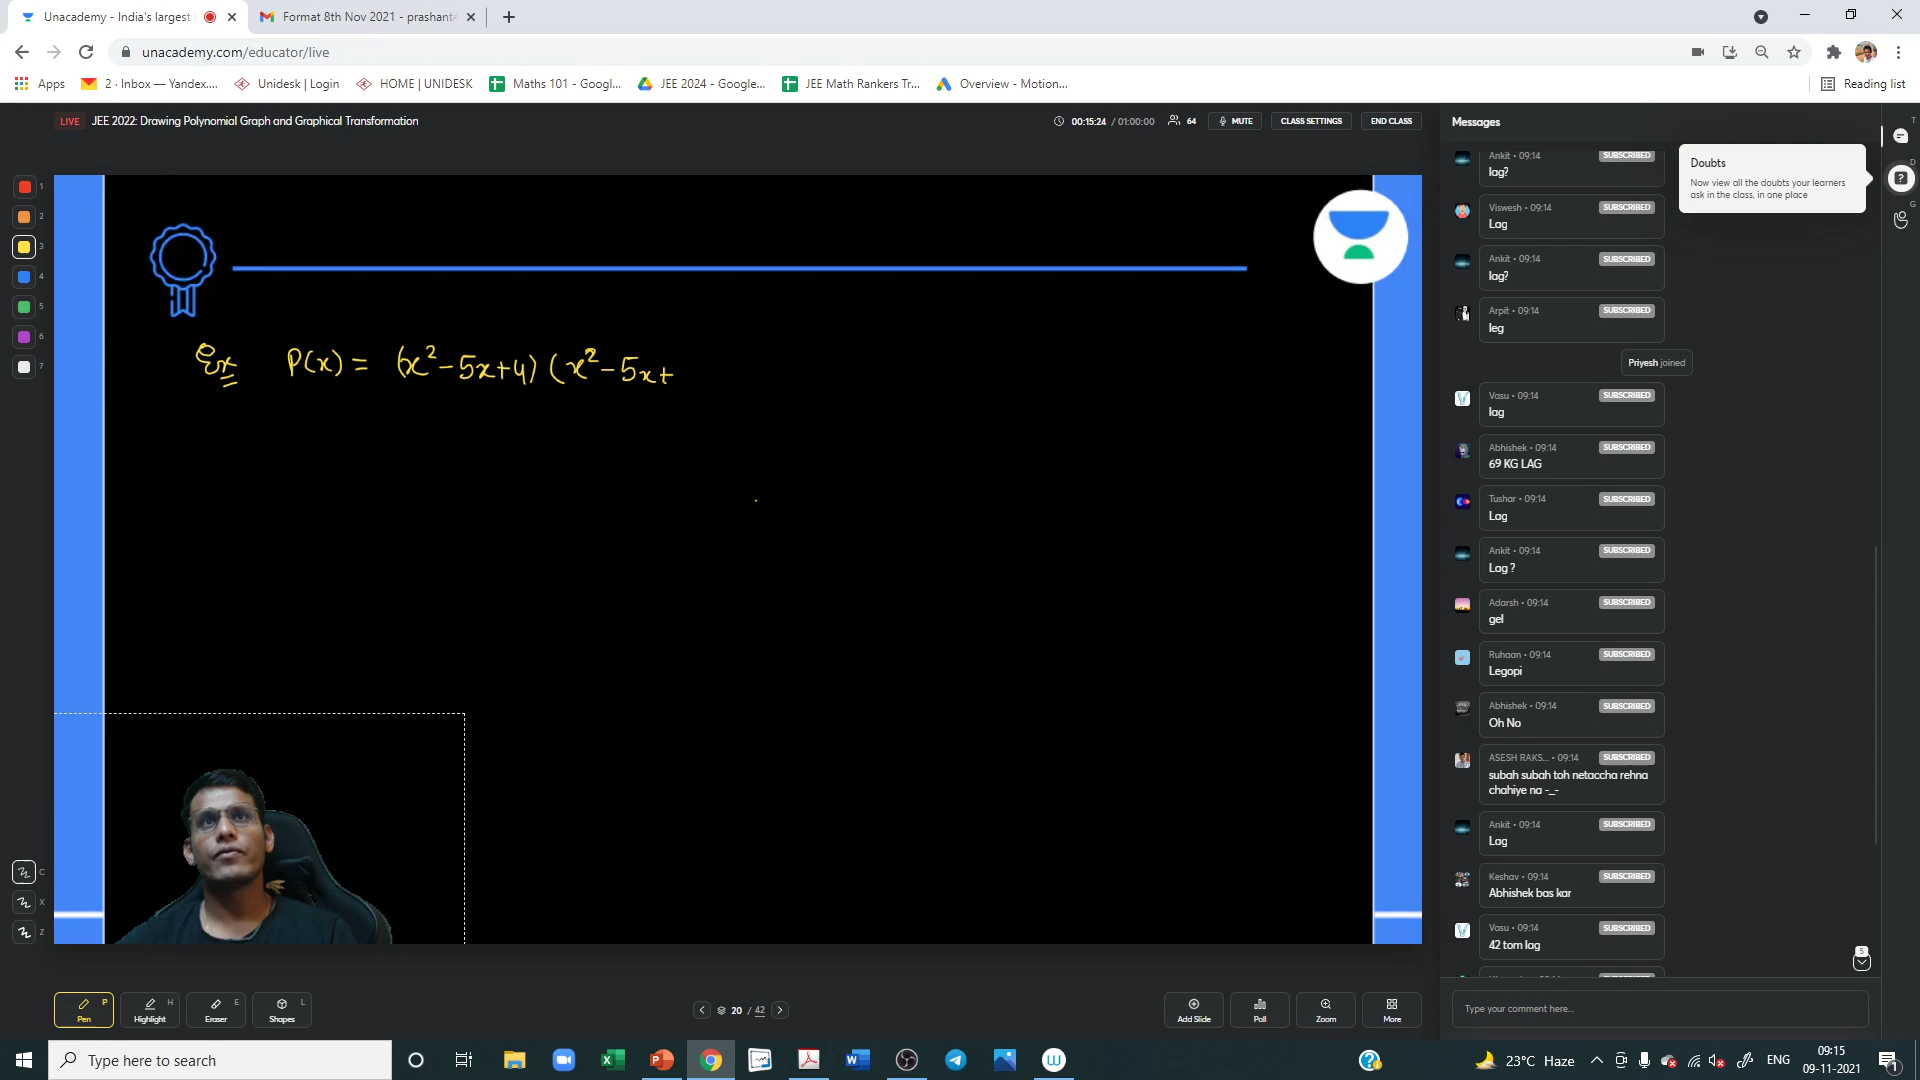 Unacademy - India's largest
Format 8th Nov 2021 - prashant4
unacademy.com/educator/live
Apps
2 · Inbox — Yandex....
Unidesk | Login
HOME | UNIDESK
Maths 101 - Googl...
JEE 2024 - Google...
JEE Math Rankers Tr...
Overview - Motion...
Reading list
LIVE JEE 2022: Drawing Polynomial Graph and Graphical Transformation
00:15:24 / 01:00:00
64
MUTE
CLASS SETTINGS
END CLASS
1
2
3
4
5
6
7
Ex P(x) = (x² - 5x + 4) (x² - 5x +
C
X
Z
Pen P
Highlight H
Eraser E
Shapes L
20 / 42
Add Slide
Poll
Zoom
More
Messages
Ankit • 09:14 SUBSCRIBED
lag?
Viswesh • 09:14 SUBSCRIBED
Lag
Ankit • 09:14 SUBSCRIBED
lag?
Arpit • 09:14 SUBSCRIBED
leg
Priyesh joined
Vasu • 09:14 SUBSCRIBED
lag
Abhishek • 09:14 SUBSCRIBED
69 KG LAG
Tushar • 09:14 SUBSCRIBED
Lag
Ankit • 09:14 SUBSCRIBED
Lag ?
Adarsh • 09:14 SUBSCRIBED
gel
Ruhaan • 09:14 SUBSCRIBED
Legopi
Abhishek • 09:14 SUBSCRIBED
Oh No
ASESH RAKS... • 09:14 SUBSCRIBED
subah subah toh netaccha rehna
chahiye na -_-
Ankit • 09:14 SUBSCRIBED
Lag
Keshav • 09:14 SUBSCRIBED
Abhishek bas kar
Vasu • 09:14 SUBSCRIBED
42 tom lag
5
Type your comment here...
Doubts
Now view all the doubts your learners
ask in the class, in one place
T
D
G
Type here to search
23°C Haze
ENG
09:15
09-11-2021
1